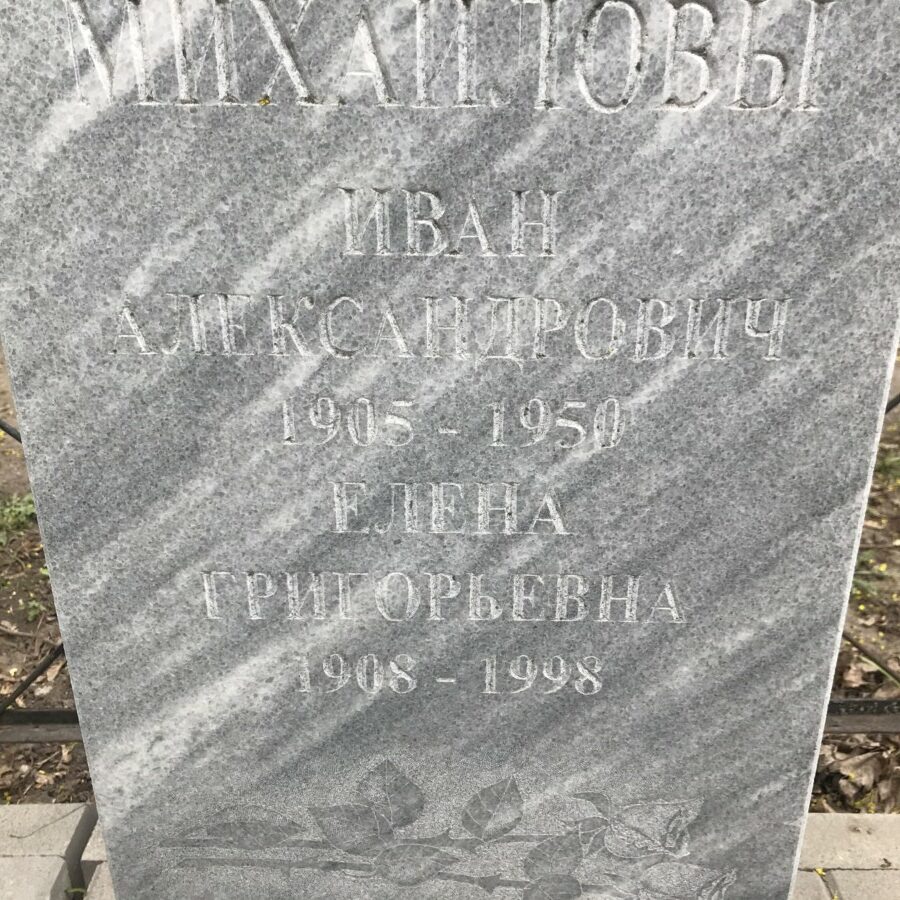 МИХАЙЛОВЫ
ИВАН
АЛЕКСАНДРОВИЧ
1905 - 1950
ЕЛЕНА
ГРИГОРЬЕВНА
1908 - 1998